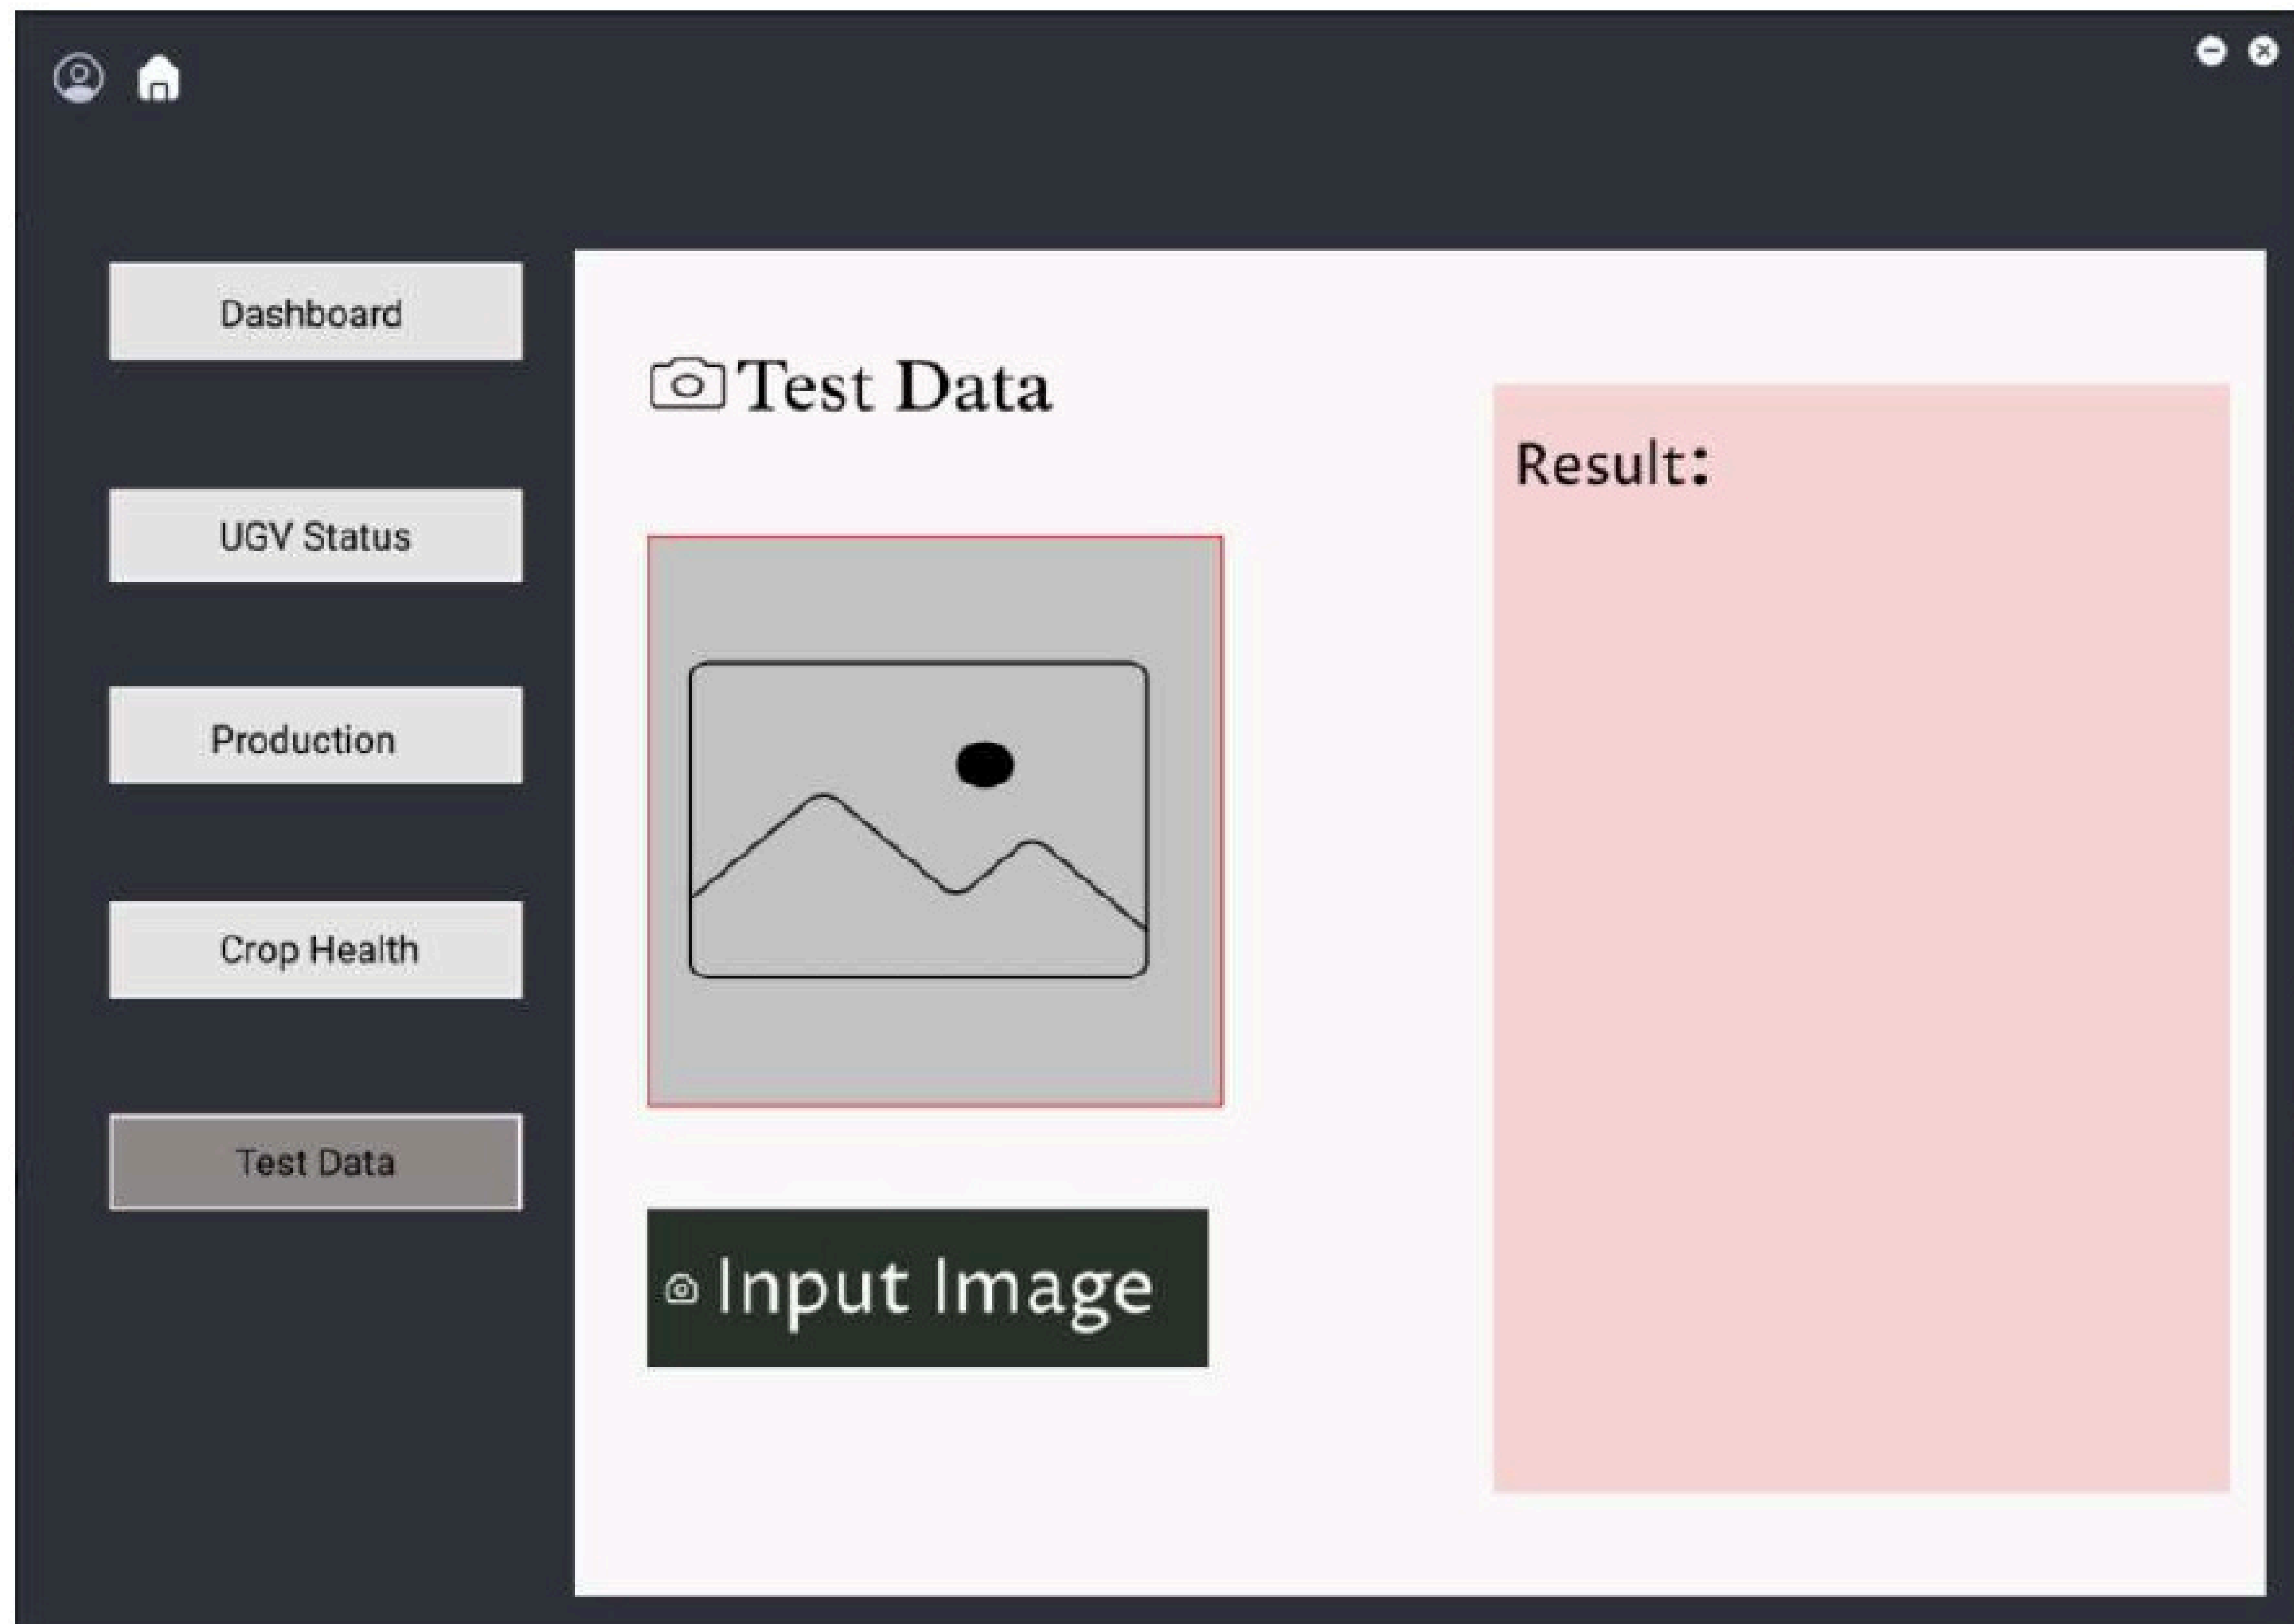 Dashboard
UGV Status
Production
Crop Health
Test Data
Test Data
Input Image
Result: